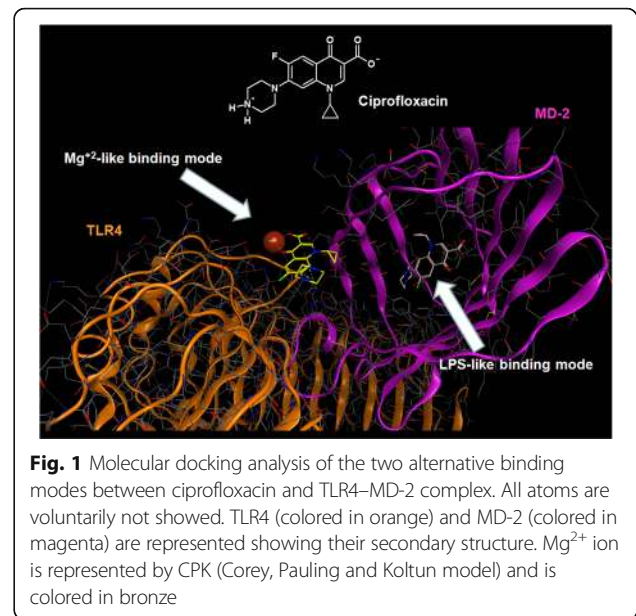 F
O
O
O⁻
N
N
N⁺
H
H
Ciprofloxacin
MD-2
Mg⁺²-like binding mode
TLR4
LPS-like binding mode
Fig. 1 Molecular docking analysis of the two alternative binding
modes between ciprofloxacin and TLR4–MD-2 complex. All atoms are
voluntarily not showed. TLR4 (colored in orange) and MD-2 (colored in
magenta) are represented showing their secondary structure. Mg²⁺ ion
is represented by CPK (Corey, Pauling and Koltun model) and is
colored in bronze